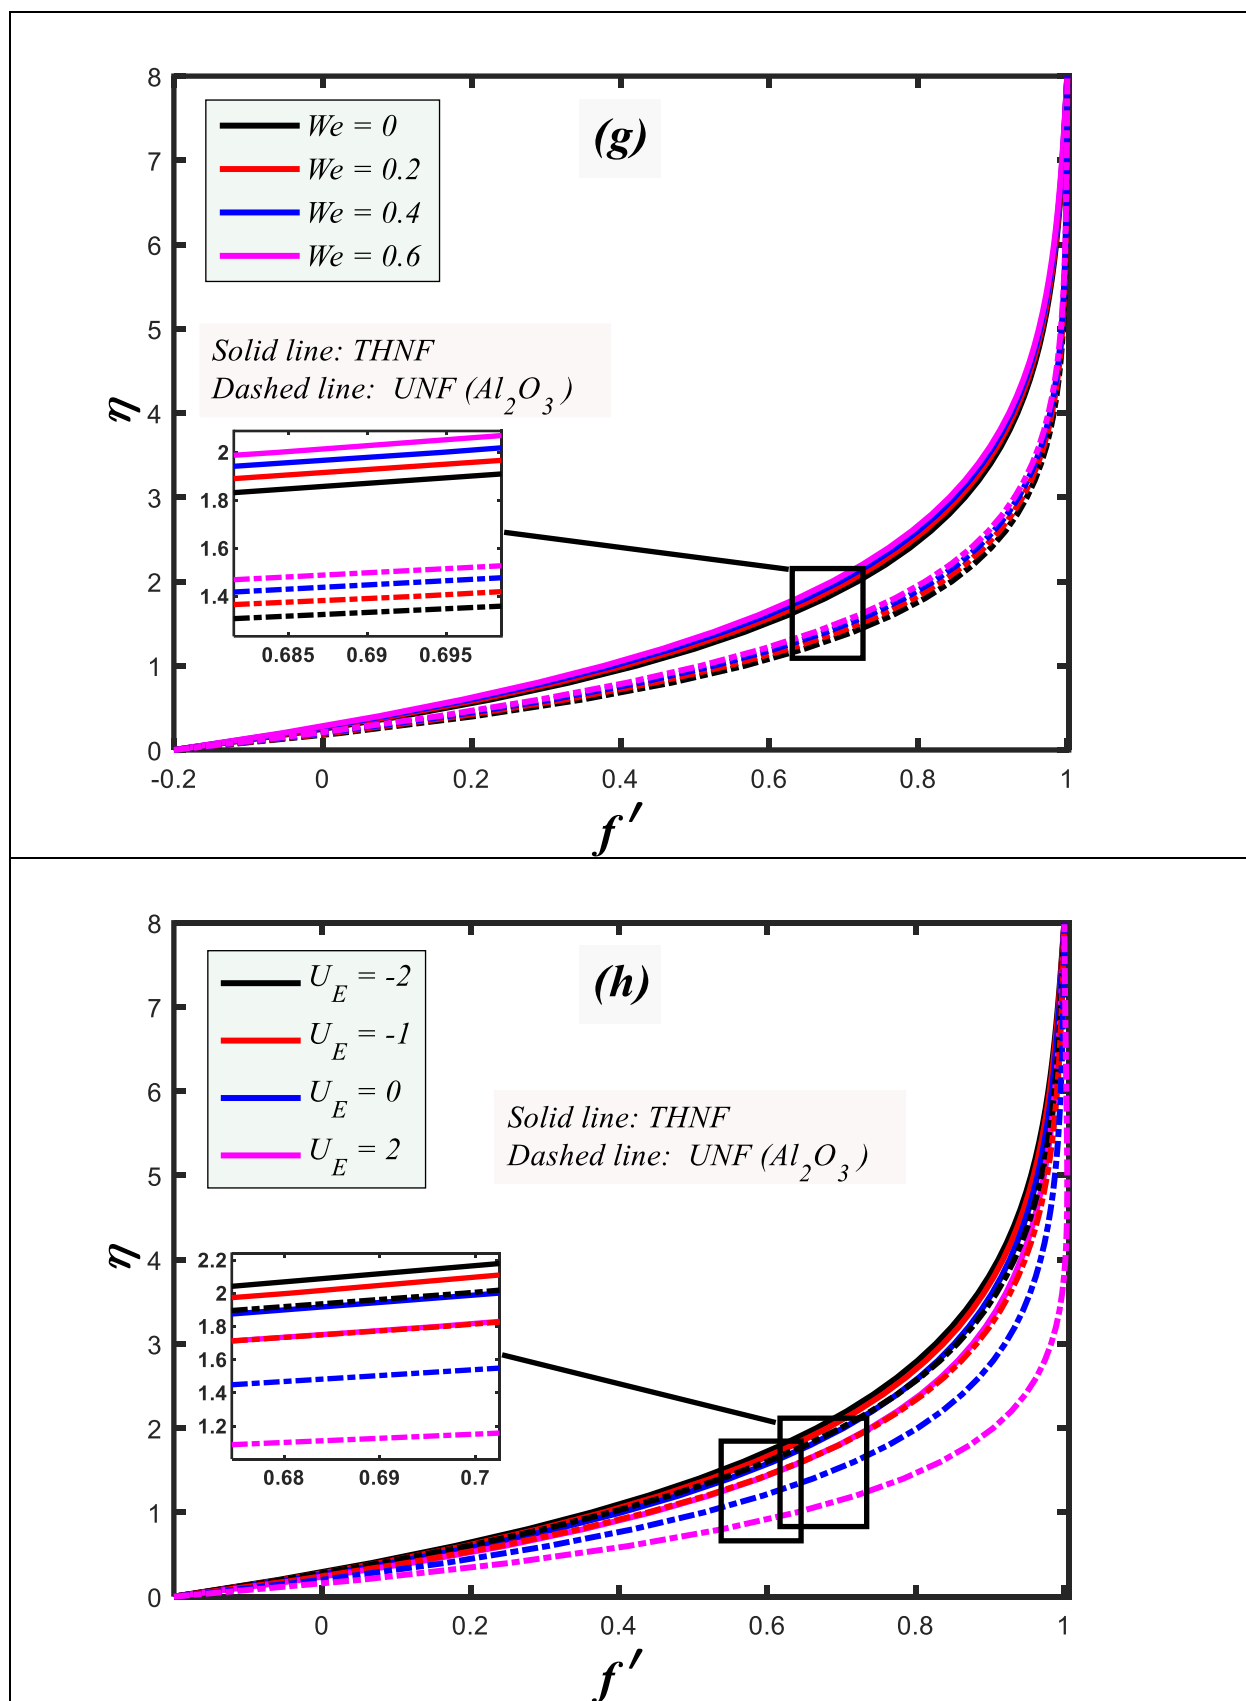 8
7
6
5
4
3
2
1
0
η
We = 0
We = 0.2
We = 0.4
We = 0.6
(g)
Solid line: THNF
Dashed line: UNF (Al2O3)
2
1.8
1.6
1.4
0.685 0.69 0.695
-0.2 0 0.2 0.4 0.6 0.8 1
f′
8
7
6
5
4
3
2
1
0
η
U_E = -2
U_E = -1
U_E = 0
U_E = 2
(h)
Solid line: THNF
Dashed line: UNF (Al2O3)
2.2
2
1.8
1.6
1.4
1.2
0.68 0.69 0.7
0 0.2 0.4 0.6 0.8 1
f′